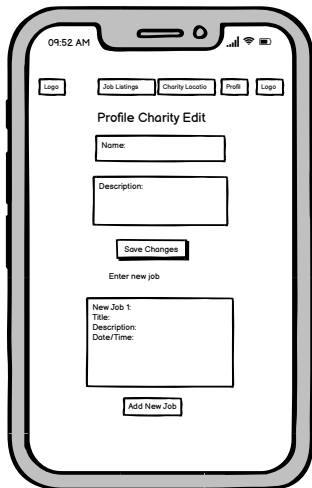 09:52 AM
Logo Job Listings Charity Locatio Profil Logo
Profile Charity Edit
Name:
Description:
Save Changes
Enter new job
New Job 1:
Title:
Description:
Date/Time:
Add New Job